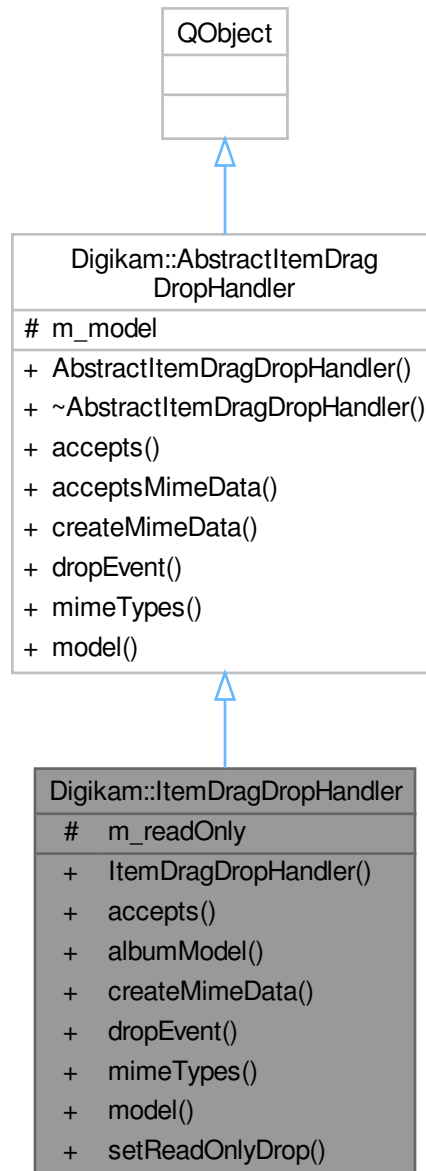 QObject
Digikam::AbstractItemDrag
DropHandler
# m_model
+ AbstractItemDragDropHandler()
+ ~AbstractItemDragDropHandler()
+ accepts()
+ acceptsMimeData()
+ createMimeData()
+ dropEvent()
+ mimeTypes()
+ model()
Digikam::ItemDragDropHandler
# m_readOnly
+ ItemDragDropHandler()
+ accepts()
+ albumModel()
+ createMimeData()
+ dropEvent()
+ mimeTypes()
+ model()
+ setReadOnlyDrop()